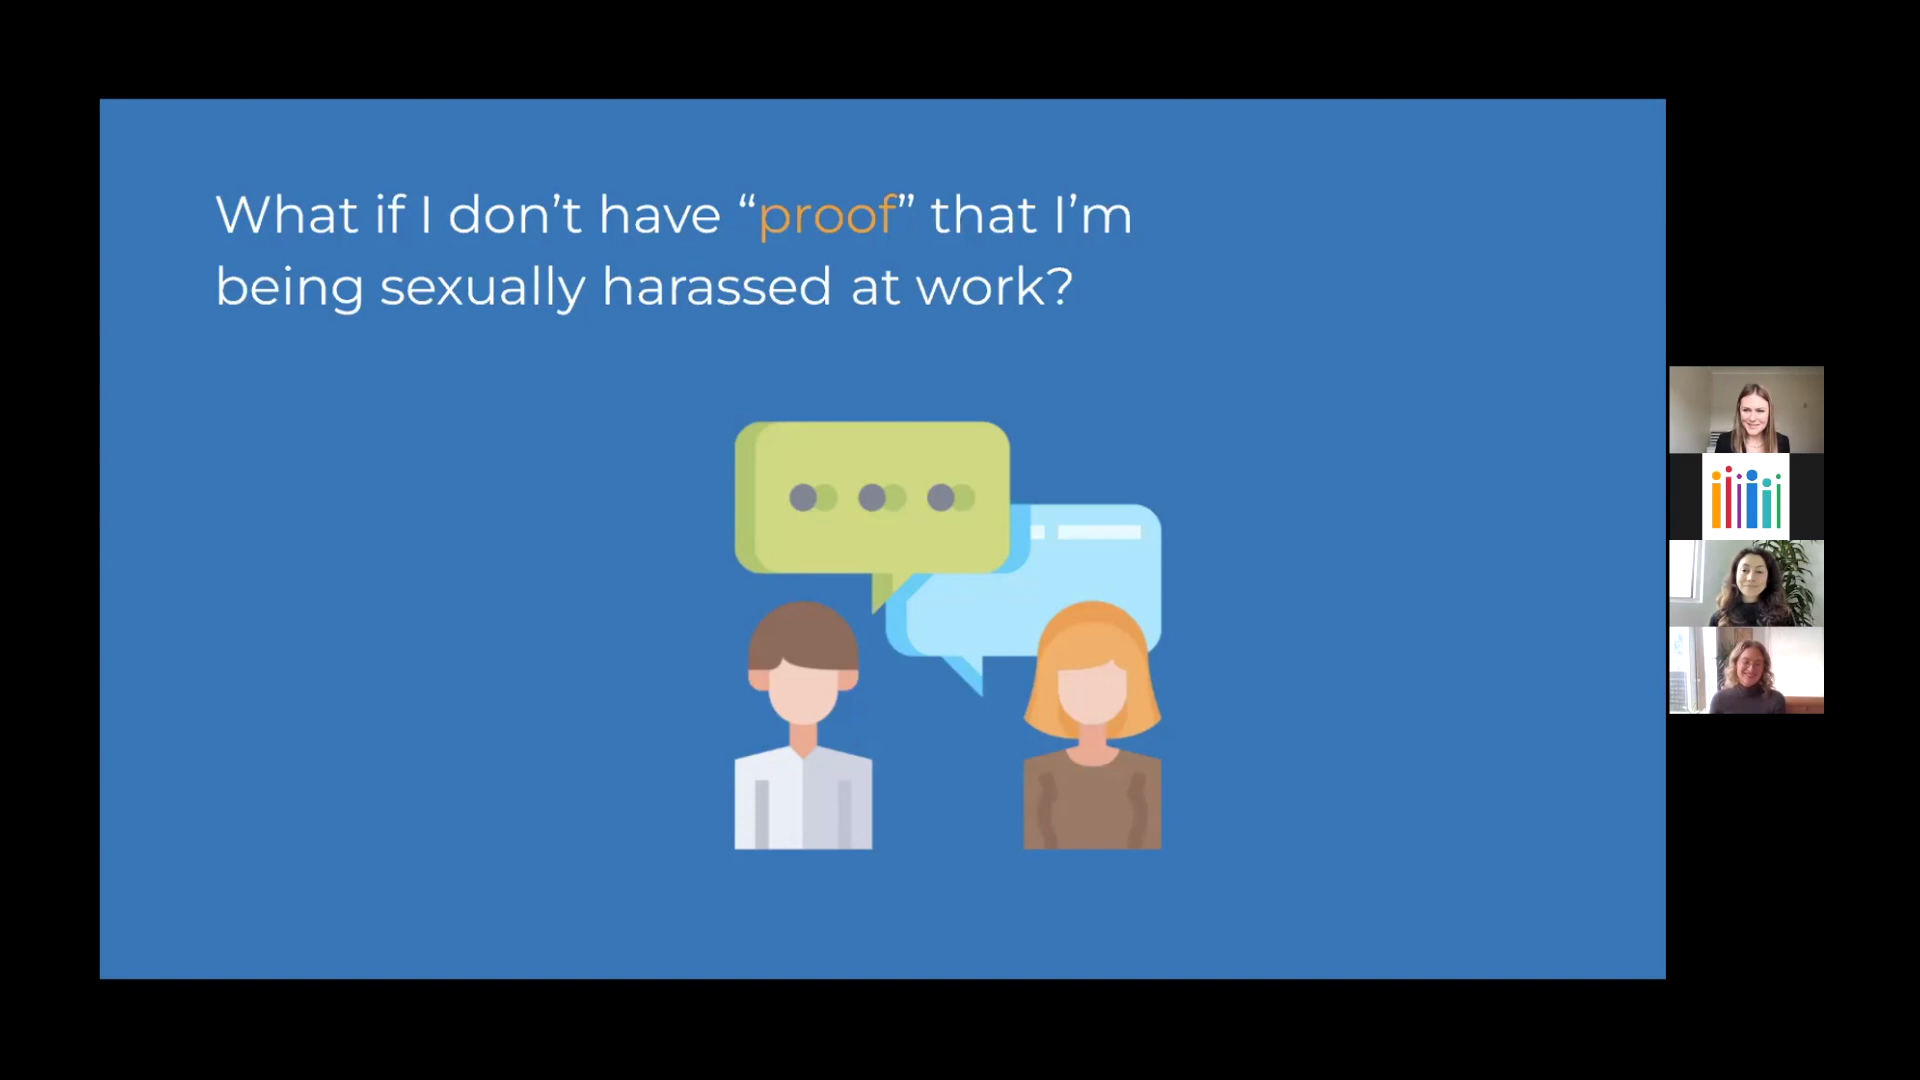 What if I don’t have “proof” that I’m
being sexually harassed at work?